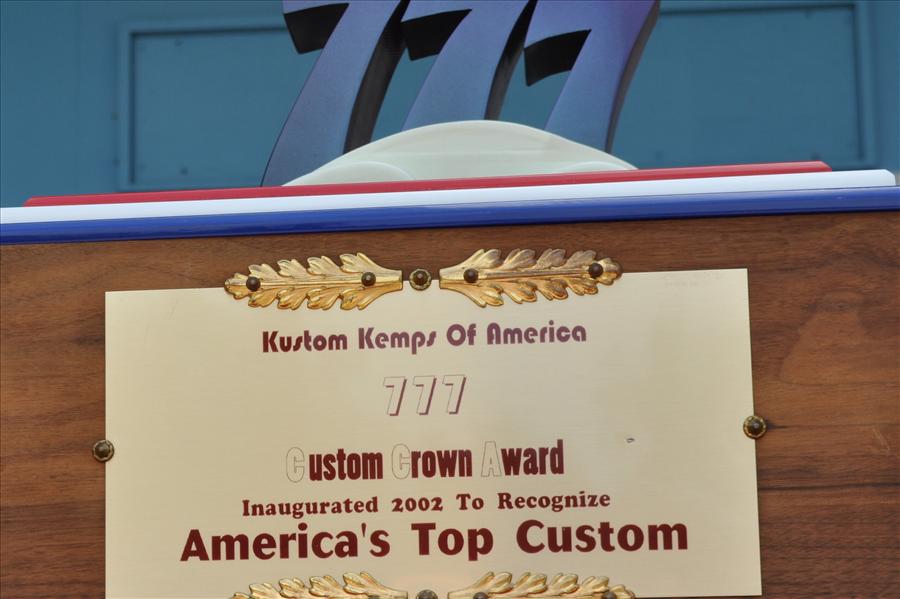 777
Kustom Kemps Of America
777
Custom Crown Award
Inaugurated 2002 To Recognize
America's Top Custom